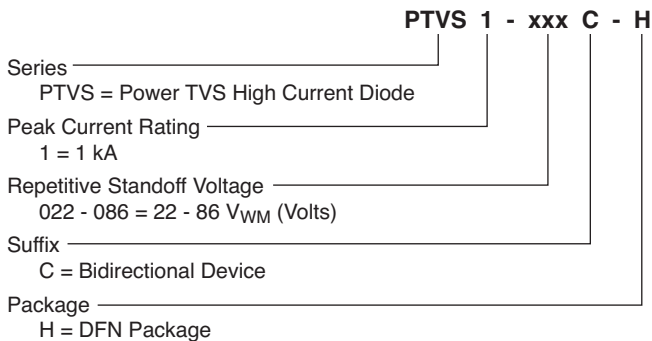 PTVS 1 - xxx C - H
Series
PTVS = Power TVS High Current Diode
Peak Current Rating
1 = 1 kA
Repetitive Standoff Voltage
022 - 086 = 22 - 86 VWM (Volts)
Suffix
C = Bidirectional Device
Package
H = DFN Package